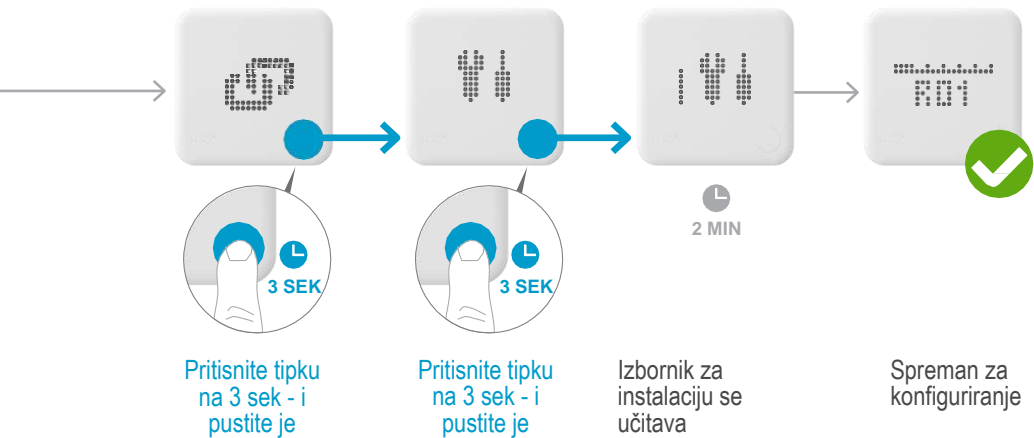 R01
3 SEK
3 SEK
2 MIN
Pritisnite tipku
na 3 sek - i
pustite je
Pritisnite tipku
na 3 sek - i
pustite je
Izbornik za
instalaciju se
učitava
Spreman za
konfiguriranje